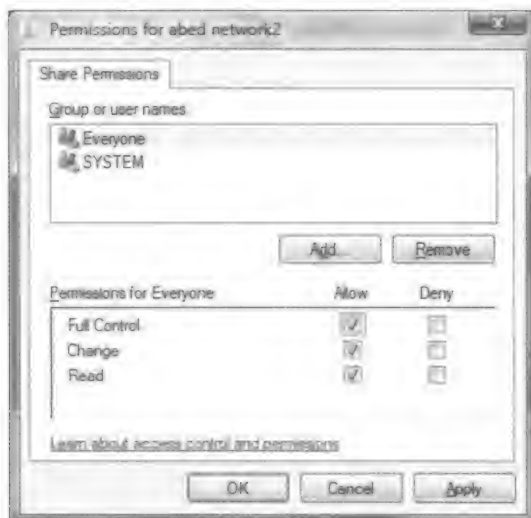 Permissions for abed network2
Share Permissions
Group or user names
Everyone
SYSTEM
Add...
Remove
Permissions for Everyone
Allow
Deny
Full Control
Change
Read
Learn about access control and permissions
OK
Cancel
Apply